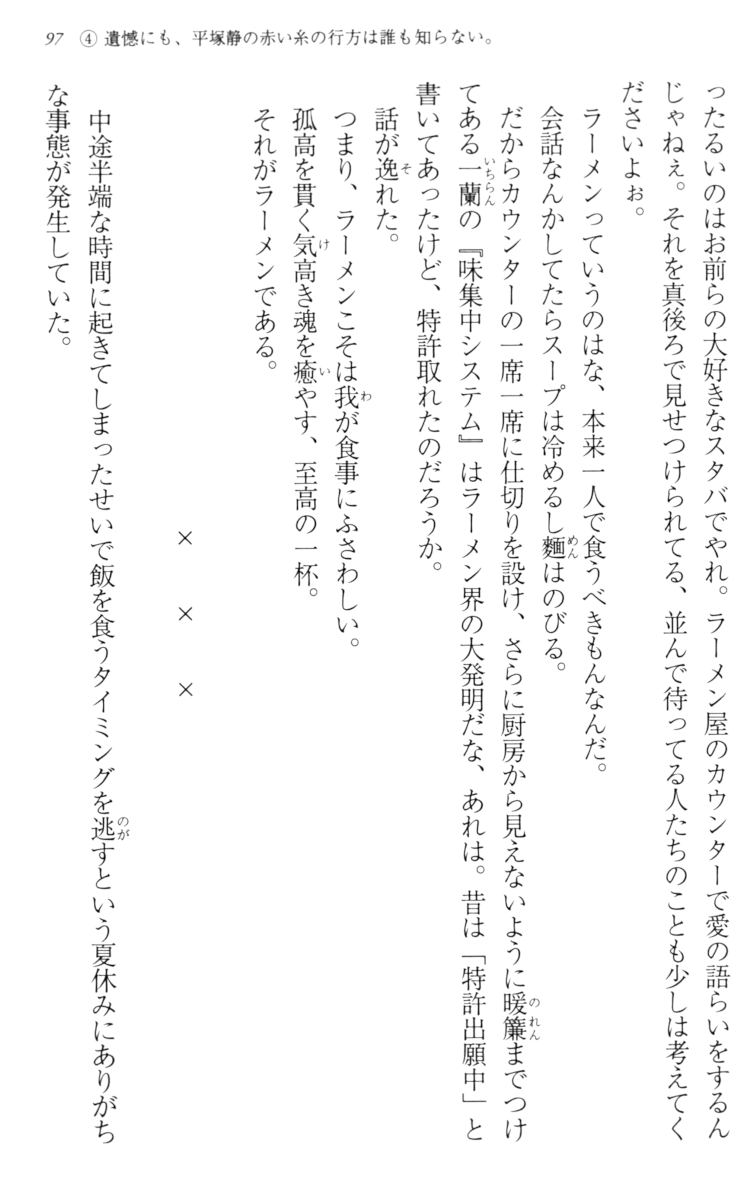 97 ④ 遺憾にも、平塚静の赤い糸の行方は誰も知らない。
ったるいのはお前らの大好きなスタバでやれ。ラーメン屋のカウンターで愛の語らいをするん
じゃねぇ。それを真後ろで見せつけられてる、並んで待ってる人たちのことも少しは考えてく
ださいよぉ。
ラーメンっていうのはな、本来一人で食うべきもんなんだ。
会話なんかしてたらスープは冷めるし麺はのびる。
だからカウンターの一席一席に仕切りを設け、さらに厨房から見えないように暖簾までつけ
てある一蘭の『味集中システム』はラーメン界の大発明だな、あれは。昔は「特許出願中」と
書いてあったけど、特許取れたのだろうか。
話が逸れた。
つまり、ラーメンこそは我が食事にふさわしい。
孤高を貫く気高き魂を癒やす、至高の一杯。
それがラーメンである。
× × ×
中途半端な時間に起きてしまったせいで飯を食うタイミングを逃すという夏休みにありがち
な事態が発生していた。